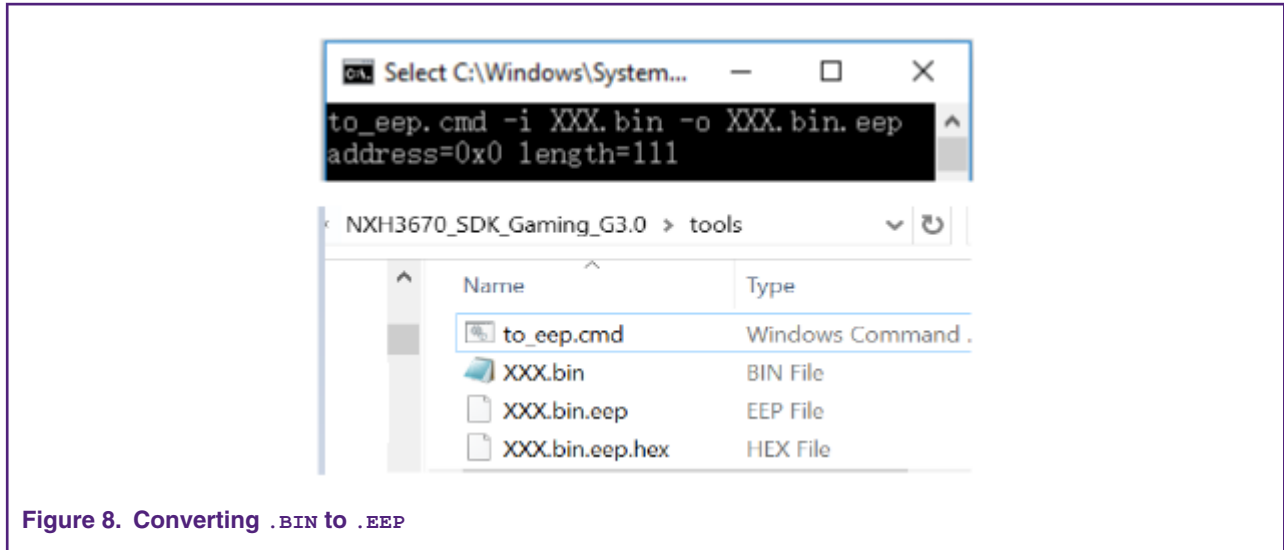 Select C:\Windows\System...
to_eep.cmd -i XXX.bin -o XXX.bin.eep
address=0x0 length=111
NXH3670_SDK_Gaming_G3.0 > tools
Name Type
to_eep.cmd Windows Command .
XXX.bin BIN File
XXX.bin.eep EEP File
XXX.bin.eep.hex HEX File
Figure 8. Converting .BIN to .EEP